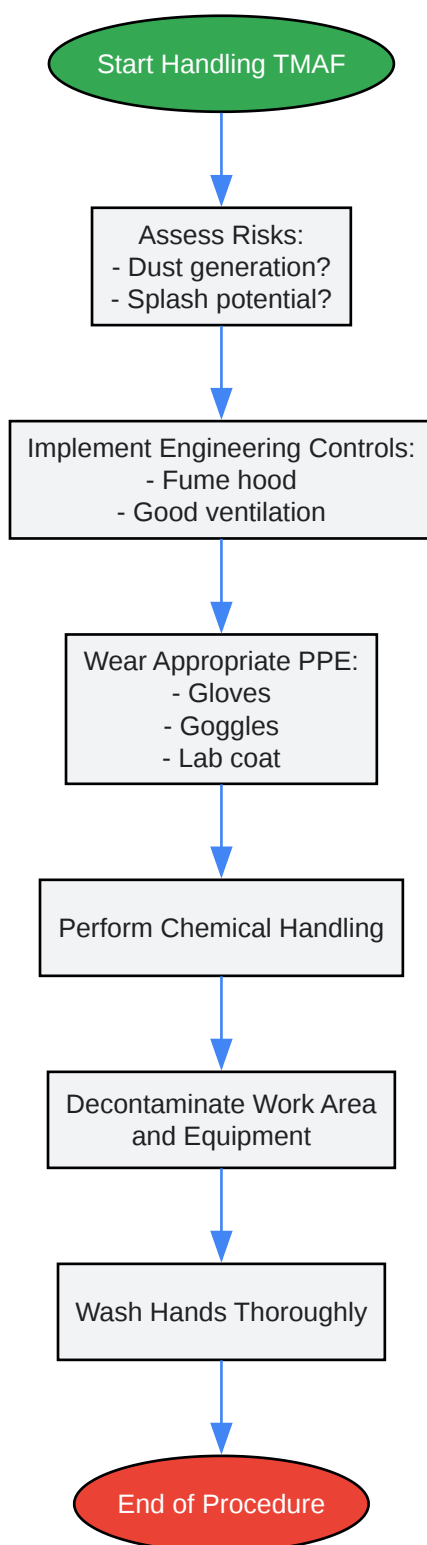 Start Handling TMAF
Assess Risks:
- Dust generation?
- Splash potential?
Implement Engineering Controls:
- Fume hood
- Good ventilation
Wear Appropriate PPE:
- Gloves
- Goggles
- Lab coat
Perform Chemical Handling
Decontaminate Work Area
and Equipment
Wash Hands Thoroughly
End of Procedure